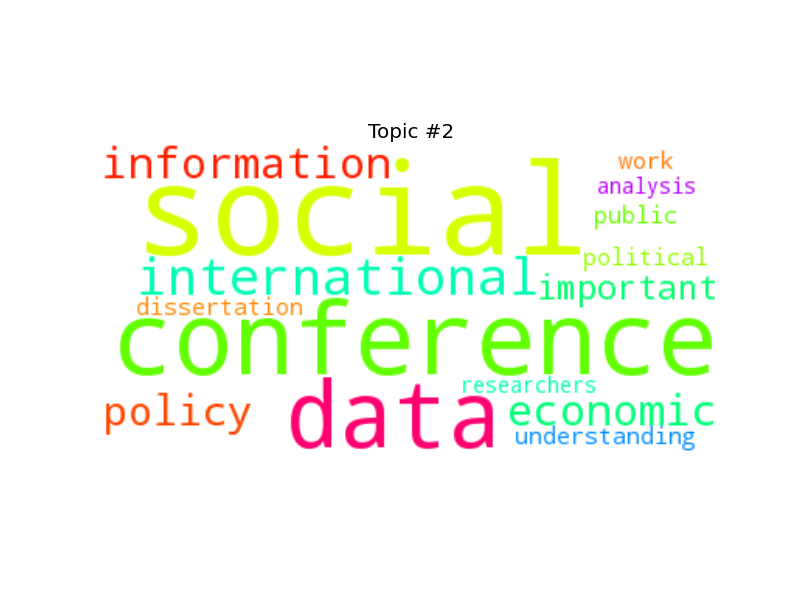 Topic #2
information
work
social
analysis
public
political
international
important
dissertation
conference
researchers
data
policy
economic
understanding